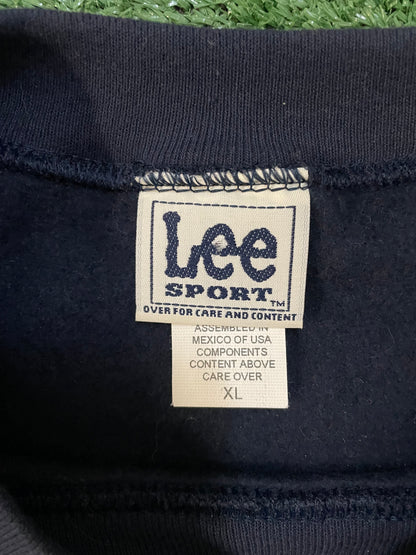 Lee
SPORT™
OVER FOR CARE AND CONTENT
ASSEMBLED IN
MEXICO OF USA
COMPONENTS
CONTENT ABOVE
CARE OVER
XL